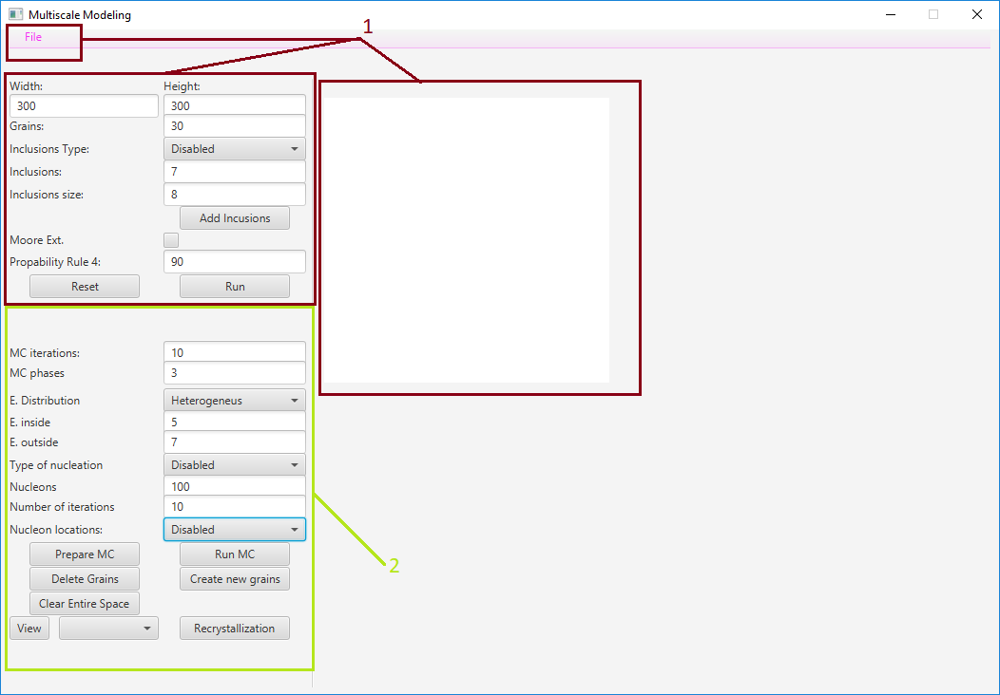 Multiscale Modeling
File
1
Width: Height:
300 300
Grains: 30
Inclusions Type: Disabled
Inclusions: 7
Inclusions size: 8
Add Incusions
Moore Ext.
Propability Rule 4: 90
Reset Run
MC iterations: 10
MC phases 3
E. Distribution Heterogeneus
E. inside 5
E. outside 7
Type of nucleation Disabled
Nucleons 100
Number of iterations 10
Nucleon locations: Disabled
Prepare MC Run MC
2
Delete Grains Create new grains
Clear Entire Space
View Recrystallization